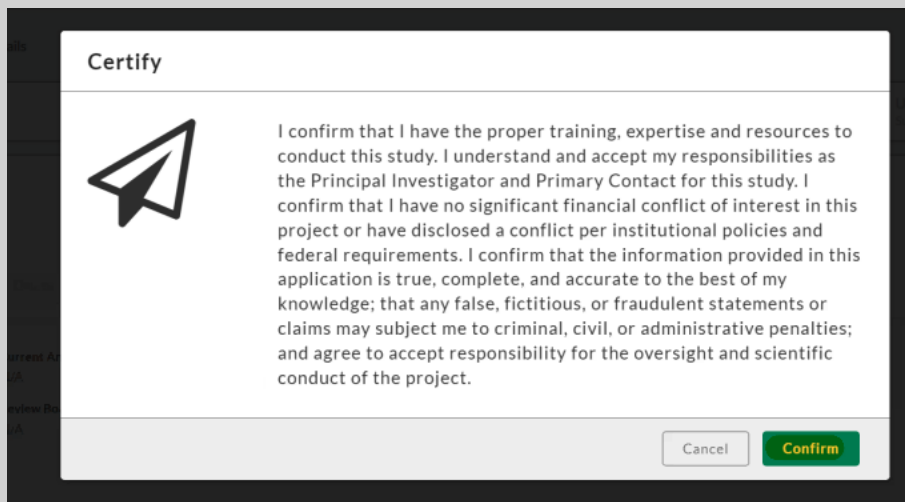 ails
Certify
I confirm that I have the proper training, expertise and resources to
conduct this study. I understand and accept my responsibilities as
the Principal Investigator and Primary Contact for this study. I
confirm that I have no significant financial conflict of interest in this
project or have disclosed a conflict per institutional policies and
federal requirements. I confirm that the information provided in this
application is true, complete, and accurate to the best of my
knowledge; that any false, fictitious, or fraudulent statements or
claims may subject me to criminal, civil, or administrative penalties;
and agree to accept responsibility for the oversight and scientific
conduct of the project.
urrent An
N/A
eview Bo
N/A
Cancel
Confirm